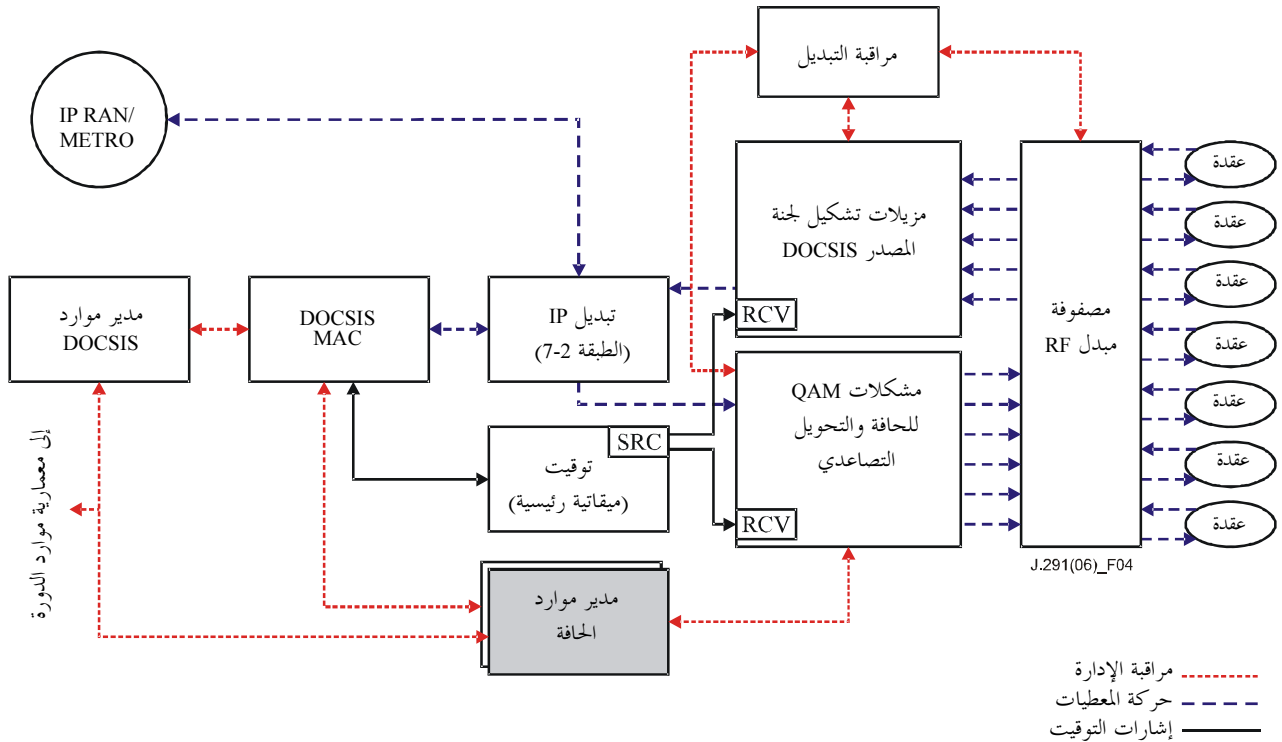 مراقبة التبديل
IP RAN/
METRO
مزيلات تشكيل لجنة
المصدر DOCSIS
RCV
مصفوفة
مبدل RF
عقدة
عقدة
عقدة
عقدة
عقدة
عقدة
عقدة
مدير موارد
DOCSIS
DOCSIS
MAC
تبديل IP
(الطبقة 2-7)
مشكلات QAM
للحافة والتحويل
التصاعدي
RCV
SRC
توقيت
(ميقاتية رئيسية)
إلى معمارية موارد الدورة
مدير موارد
الحافة
J.291(06)_F04
مراقبة الإدارة
حركة المعطيات
إشارات التوقيت